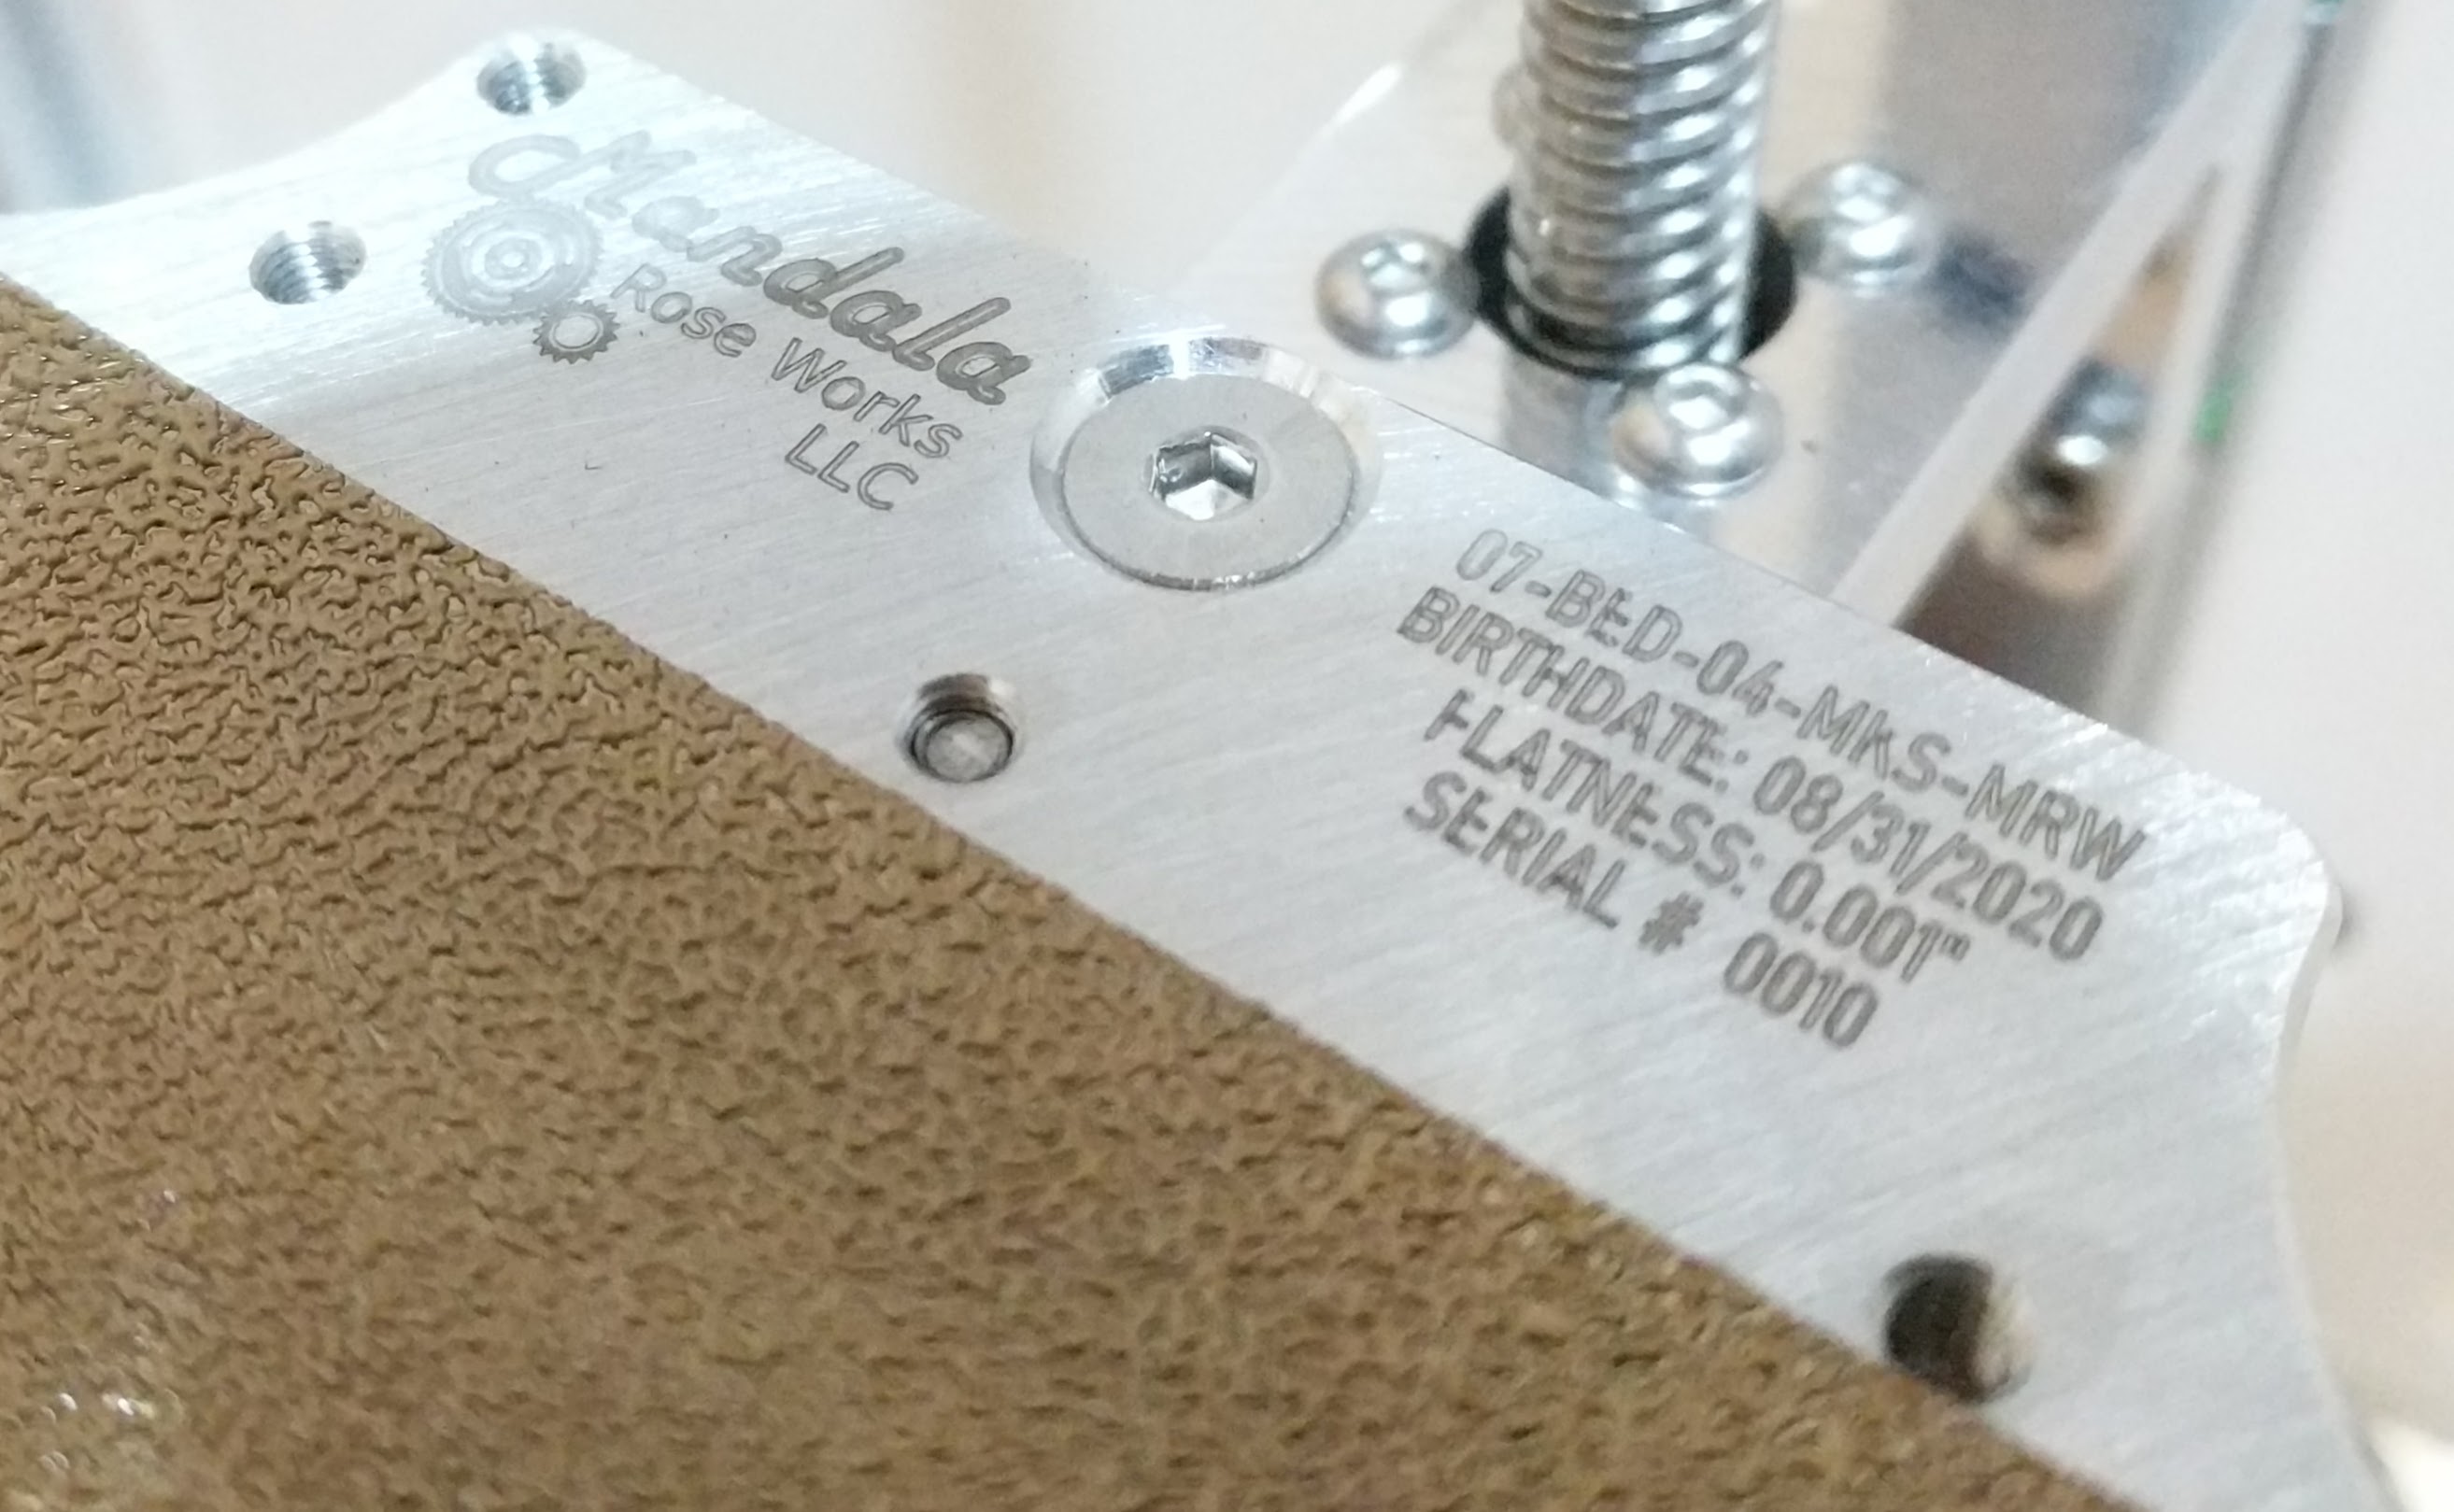 Mandala
Rose Works
LLC
07-BED-04-MKS-MRW
BIRTHDATE: 08/31/2020
FLATNESS: 0.001"
SERIAL # 0010